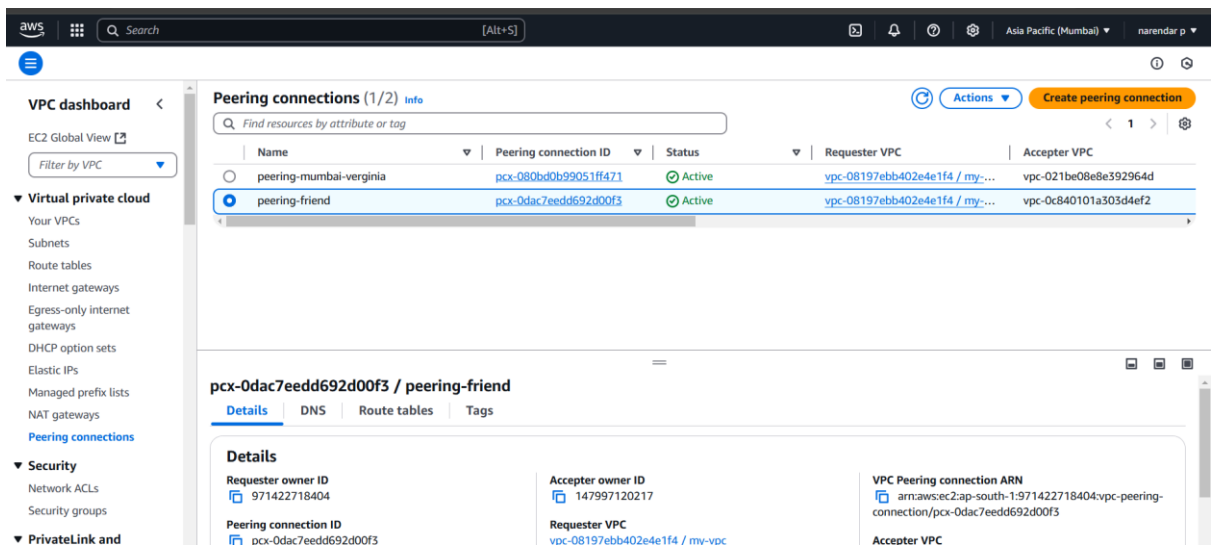 aws Search [Alt+S] Asia Pacific (Mumbai) narendar p
VPC dashboard
EC2 Global View
Filter by VPC
Virtual private cloud
Your VPCs
Subnets
Route tables
Internet gateways
Egress-only internet
gateways
DHCP option sets
Elastic IPs
Managed prefix lists
NAT gateways
Peering connections
Security
Network ACLs
Security groups
PrivateLink and
Peering connections (1/2) Info Actions Create peering connection
Find resources by attribute or tag 1
Name Peering connection ID Status Requester VPC Accepter VPC
peering-mumbai-verginia pcx-080bd0b99051ff471 Active vpc-08197ebb402e4e1f4 / my-... vpc-021be08e8e392964d
peering-friend pcx-0dac7eedd692d00f3 Active vpc-08197ebb402e4e1f4 / my-... vpc-0c840101a303d4ef2
pcx-0dac7eedd692d00f3 / peering-friend
Details DNS Route tables Tags
Details
Requester owner ID
971422718404
Peering connection ID
pcx-0dac7eedd692d00f3
Accepter owner ID
147997120217
Requester VPC
vpc-08197ebb402e4e1f4 / my-vpc
VPC Peering connection ARN
arn:aws:ec2:ap-south-1:971422718404:vpc-peering-
connection/pcx-0dac7eedd692d00f3
Accepter VPC